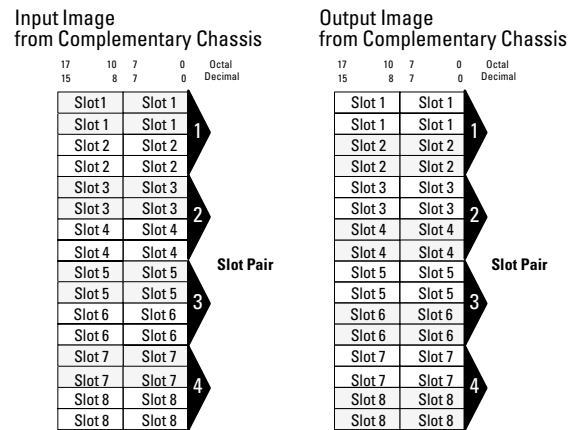 Input Image
from Complementary Chassis
17 10 7 0 Octal
15 8 7 0 Decimal
Slot1 Slot 1
Slot 1 Slot 1
1
Slot 2 Slot 2
Slot 2 Slot 2
Slot 3 Slot 3
Slot 3 Slot 3
2
Slot 4 Slot 4
Slot 4 Slot 4
Slot Pair
Slot 5 Slot 5
Slot 5 Slot 5
3
Slot 6 Slot 6
Slot 6 Slot 6
Slot 7 Slot 7
Slot 7 Slot 7
4
Slot 8 Slot 8
Slot 8 Slot 8
Output Image
from Complementary Chassis
17 10 7 0 Octal
15 8 7 0 Decimal
Slot 1 Slot 1
Slot 1 Slot 1
1
Slot 2 Slot 2
Slot 2 Slot 2
Slot 3 Slot 3
Slot 3 Slot 3
2
Slot 4 Slot 4
Slot 4 Slot 4
Slot Pair
Slot 5 Slot 5
Slot 5 Slot 5
3
Slot 6 Slot 6
Slot 6 Slot 6
Slot 7 Slot 7
Slot 7 Slot 7
4
Slot 8 Slot 8
Slot 8 Slot 8